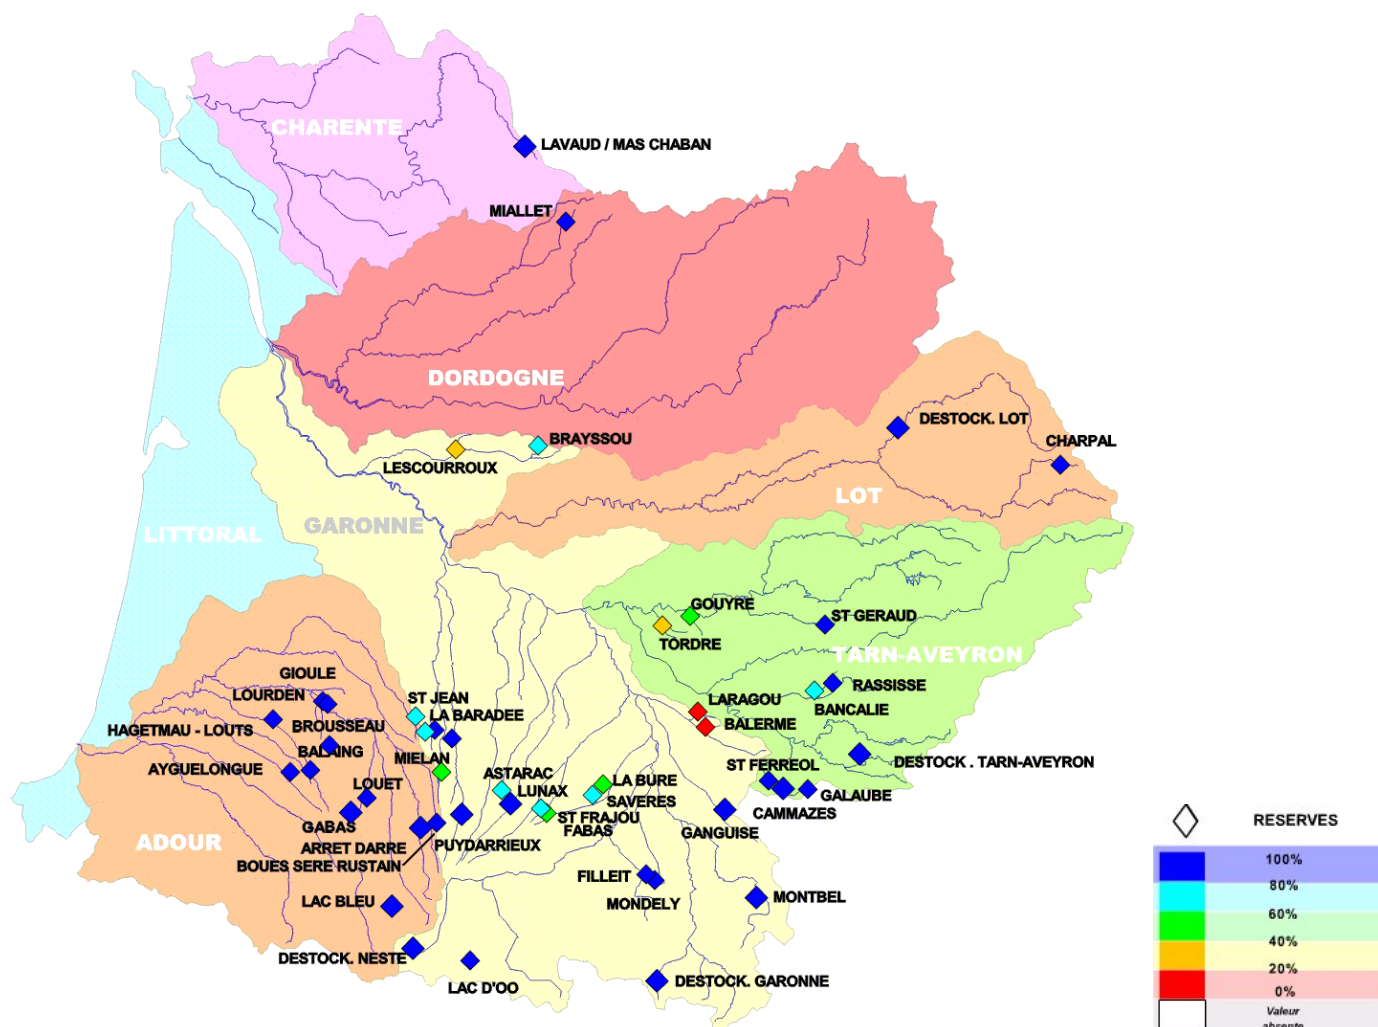 CHARENTE
LAVAUD / MAS CHABAN
MIALLET
DORDOGNE
DESTOCK. LOT
BRAYSSOU
CHARPAL
LESCOURROUX
LOT
GARONNE
LITTORAL
GOUYRE
ST GERAUD
TORDRE
TARN-AVEYRON
GIOULE
RASSISSE
LOURDEN
ST JEAN
LARAGOU
BANCALIE
LA BARADEE
HAGETMAU - LOUTS
BROUSSEAU
BALERME
BALAING
MIELAN
ST FERREOL
DESTOCK . TARN-AVEYRON
AYGUELONGUE
ASTARAC
LOUET
LA BURE
LUNAX
GALAUBE
SAVERES
CAMMAZES
GABAS
ST FRAJOU
RESERVES
FABAS
GANGUISE
ADOUR
ARRET DARRE
PUYDARRIEUX
BOUES SERE RUSTAIN
100%
FILLEIT
80%
MONTBEL
LAC BLEU
MONDELY
60%
40%
DESTOCK. NESTE
20%
DESTOCK. GARONNE
LAC D'OO
0%
Valeur
absente